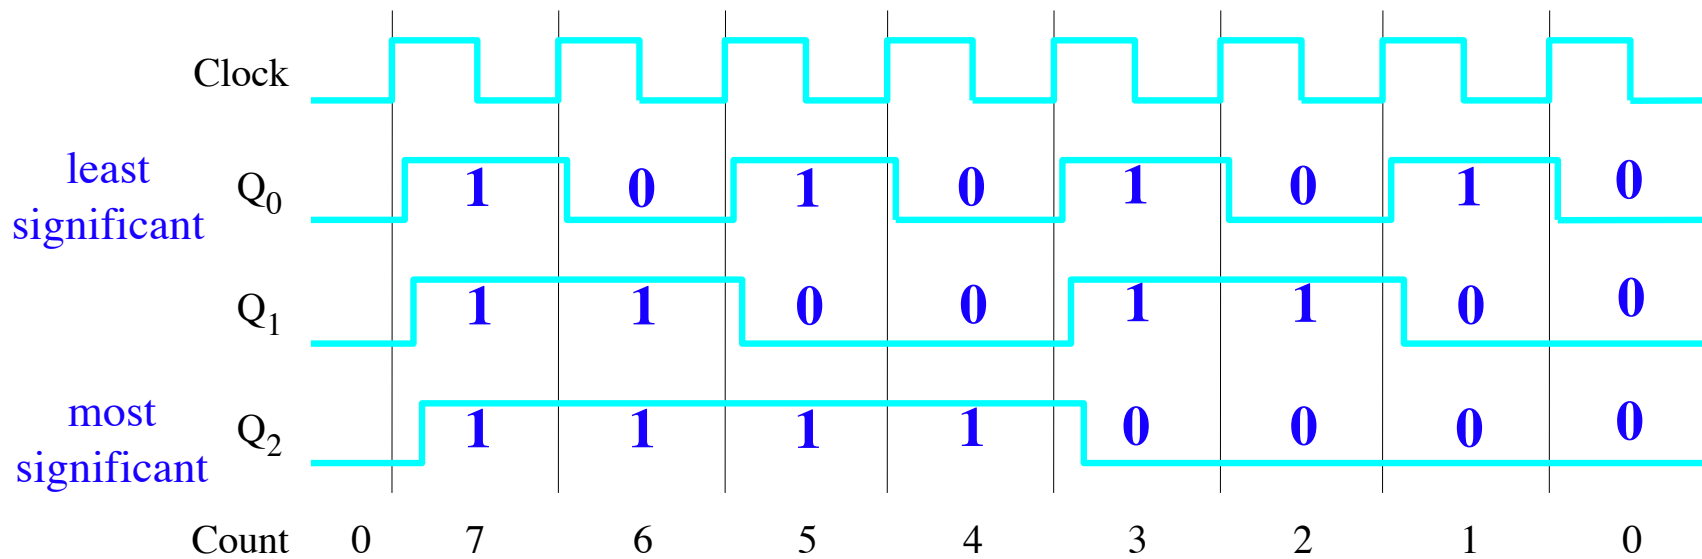 Clock
least
significant
Q0 1 0 1 0 1 0 1 0
Q1 1 1 0 0 1 1 0 0
most
significant
Q2 1 1 1 1 0 0 0 0
Count 0 7 6 5 4 3 2 1 0